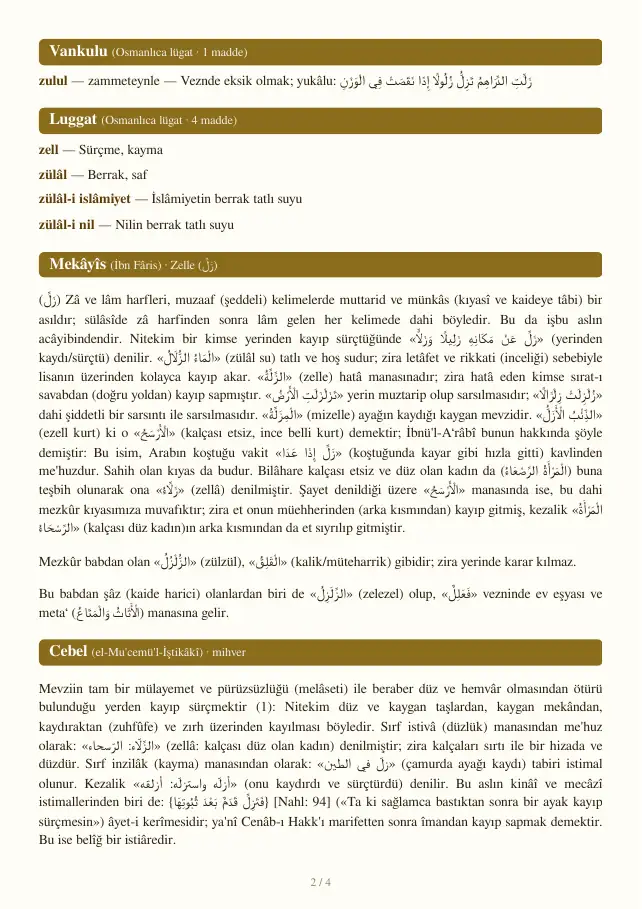 Vankulu (Osmanlıca lügat · 1 madde)
zulul — zammeteynle — Veznde eksik olmak; yukâlu: زَلَّتِ الدَّرَاهِمُ تَزِلُّ زُلُولًا إِذَا نَقَصَتْ فِي الْوَزْنِ
Luggat (Osmanlıca lügat · 4 madde)
zell — Sürçme, kayma
zülâl — Berrak, saf
zülâl-i islâmiyet — İslâmiyetin berrak tatlı suyu
zülâl-i nil — Nilin berrak tatlı suyu
Mekâyîs (İbn Fâris) · Zelle (زَلَّ)
(زَلَّ) Zâ ve lâm harfleri, muzaaf (şeddeli) kelimelerde muttarid ve münkâs (kıyasî ve kaideye tâbi) bir
asıldır; sülâsîde zâ harfinden sonra lâm gelen her kelimede dahi böyledir. Bu da işbu aslın
acâyibindendir. Nitekim bir kimse yerinden kayıp sürçtüğünde «زَلَّ عَنْ مَكَانِهِ زَلِيلًا وَزَلًّا» (yerinden
kaydı/sürçtü) denilir. «الْمَاءُ الزُّلَالُ» (zülâl su) tatlı ve hoş sudur; zira letâfet ve rikkati (inceliği) sebebiyle
lisanın üzerinden kolayca kayıp akar. «الزَّلَّةُ» (zelle) hatâ manasınadır; zira hatâ eden kimse sırat-ı
savabdan (doğru yoldan) kayıp sapmıştır. «تَزَلْزَلَتِ الْأَرْضُ» yerin muztarip olup sarsılmasıdır; «زُلْزِلَتْ زِلْزَالًا»
dahi şiddetli bir sarsıntı ile sarsılmasıdır. «الْمَزِلَّةُ» (mizelle) ayağın kaydığı kaygan mevzidir. «الذِّئْبُ الْأَزَلُّ»
(ezell kurt) ki o «الْأَرْسَحُ» (kalçası etsiz, ince belli kurt) demektir; İbnü'l-A‘râbî bunun hakkında şöyle
demiştir: Bu isim, Arabın koştuğu vakit «زَلَّ إِذَا عَدَا» (koştuğunda kayar gibi hızla gitti) kavlinden
me'huzdur. Sahih olan kıyas da budur. Bilâhare kalçası etsiz ve düz olan kadın da (الْمَرْأَةُ الرَّصْعَاءُ) buna
teşbih olunarak ona «زَلَّاءُ» (zellâ) denilmiştir. Şayet denildiği üzere «الْأَرْسَحُ» manasında ise, bu dahi
mezkûr kıyasımıza muvafıktır; zira et onun müehherinden (arka kısmından) kayıp gitmiş, kezalik «الْمَرْأَةُ
الرَّسْحَاءُ» (kalçası düz kadın)ın arka kısmından da et sıyrılıp gitmiştir.
Mezkûr babdan olan «الزُّلْزُلُ» (zülzül), «الْقَلِقُ» (kalik/müteharrik) gibidir; zira yerinde karar kılmaz.
Bu babdan şâz (kaide harici) olanlardan biri de «الزَّلَزِلُ» (zelezel) olup, «فَعَلِلٌ» vezninde ev eşyası ve
meta‘ (الْأَثَاثُ وَالْمَتَاعُ) manasına gelir.
Cebel (el-Mu'cemü'l-İştikâkî) · mihver
Mevziin tam bir mülayemet ve pürüzsüzlüğü (melâseti) ile beraber düz ve hemvâr olmasından ötürü
bulunduğu yerden kayıp sürçmektir (1): Nitekim düz ve kaygan taşlardan, kaygan mekândan,
kaydıraktan (zuhfûfe) ve zırh üzerinden kayılması böyledir. Sırf istivâ (düzlük) manasından me'huz
olarak: «الزلّاء: الرّسحاء» (zellâ: kalçası düz olan kadın) denilmiştir; zira kalçaları sırtı ile bir hizada ve
düzdür. Sırf inzilâk (kayma) manasından olarak: «زلّ في الطين» (çamurda ayağı kaydı) tabiri istimal
olunur. Kezalik «أزله واستزله: أزلقه» (onu kaydırdı ve sürçtürdü) denilir. Bu aslın kinâî ve mecâzî
istimallerinden biri de: {فَتَزِلَّ قَدَمٌ بَعْدَ ثُبُوتِهَا} [Nahl: 94] («Ta ki sağlamca bastıktan sonra bir ayak kayıp
sürçmesin») âyet-i kerîmesidir; ya'nî Cenâb-ı Hakk'ı marifetten sonra îmandan kayıp sapmak demektir.
Bu ise belîğ bir istiâredir.
2 / 4